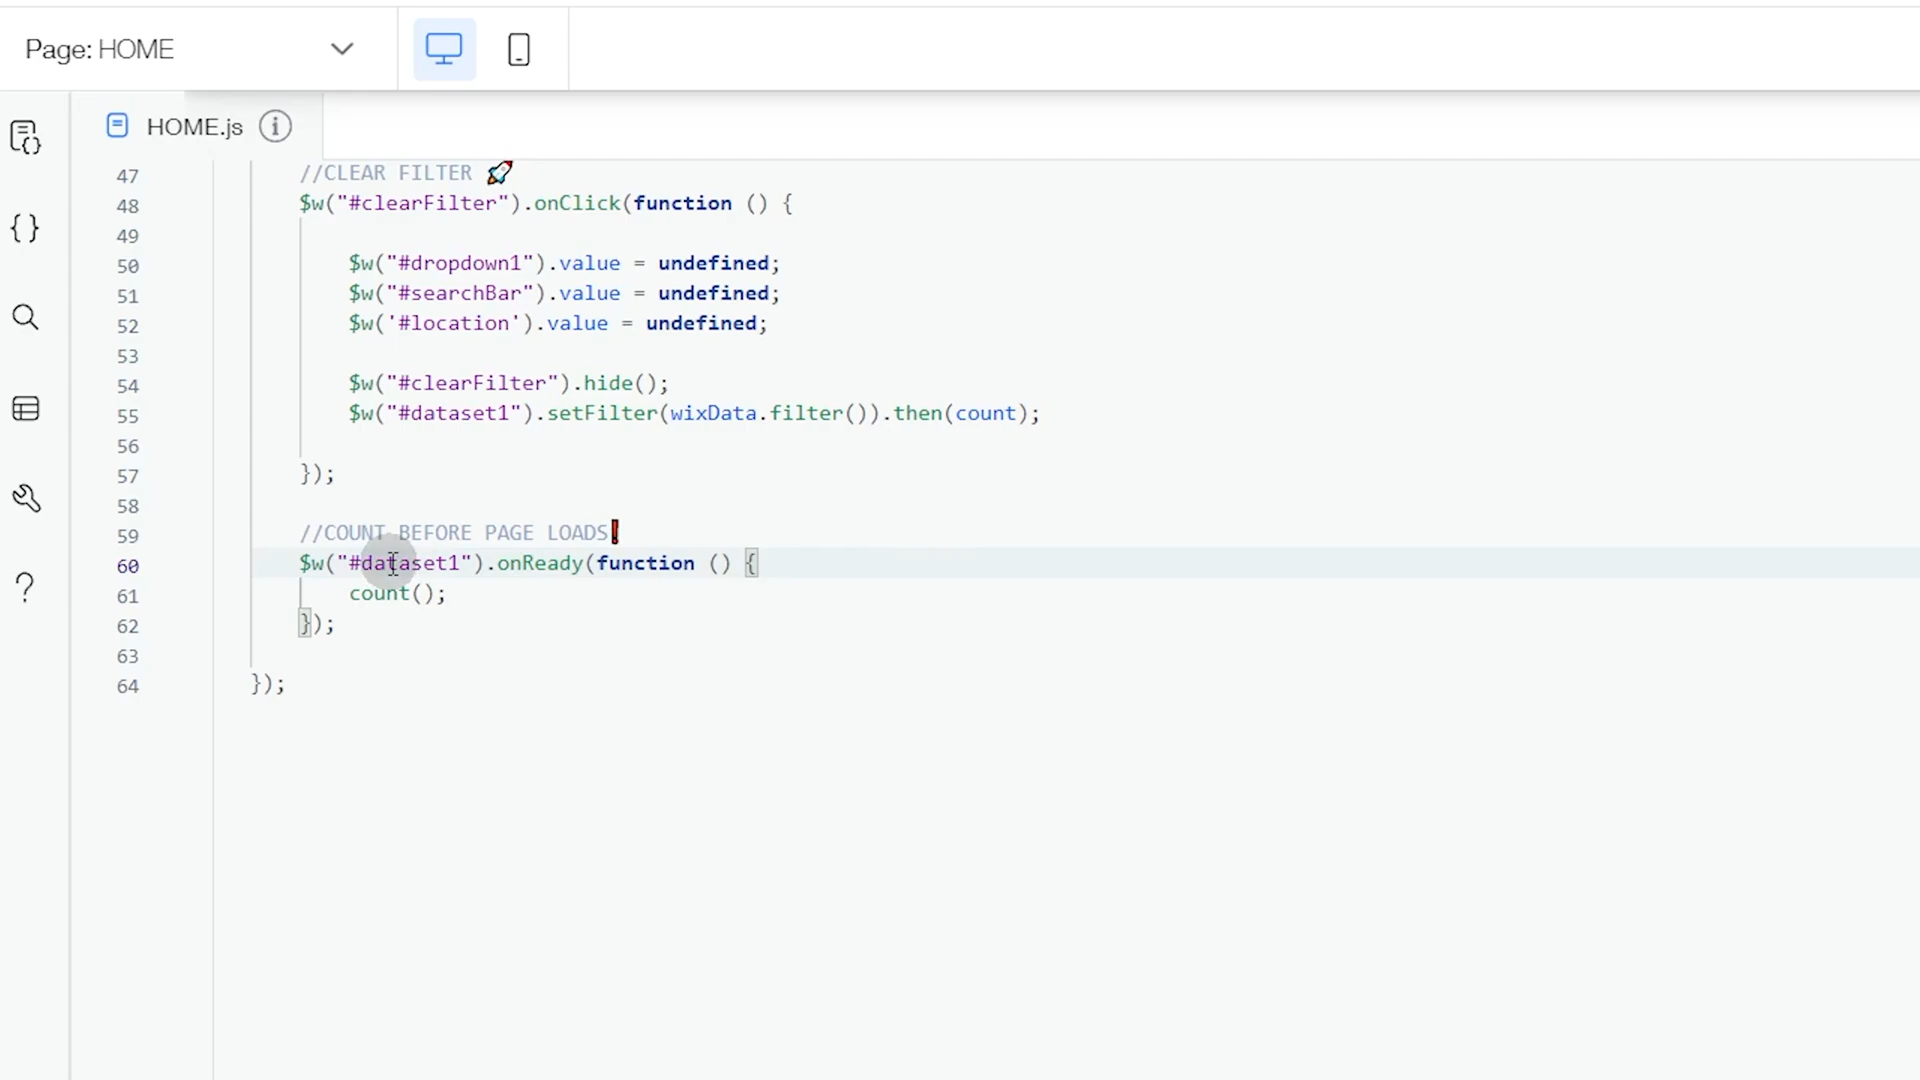 Page: HOME
HOME.js
47 //CLEAR FILTER 🚀
48 $w("#clearFilter").onClick(function () {
49
50 $w("#dropdown1").value = undefined;
51 $w("#searchBar").value = undefined;
52 $w('#location').value = undefined;
53
54 $w("#clearFilter").hide();
55 $w("#dataset1").setFilter(wixData.filter()).then(count);
56
57 });
58
59 //COUNT BEFORE PAGE LOADS❗
60 $w("#dataset1").onReady(function () {
61 count();
62 });
63
64 });